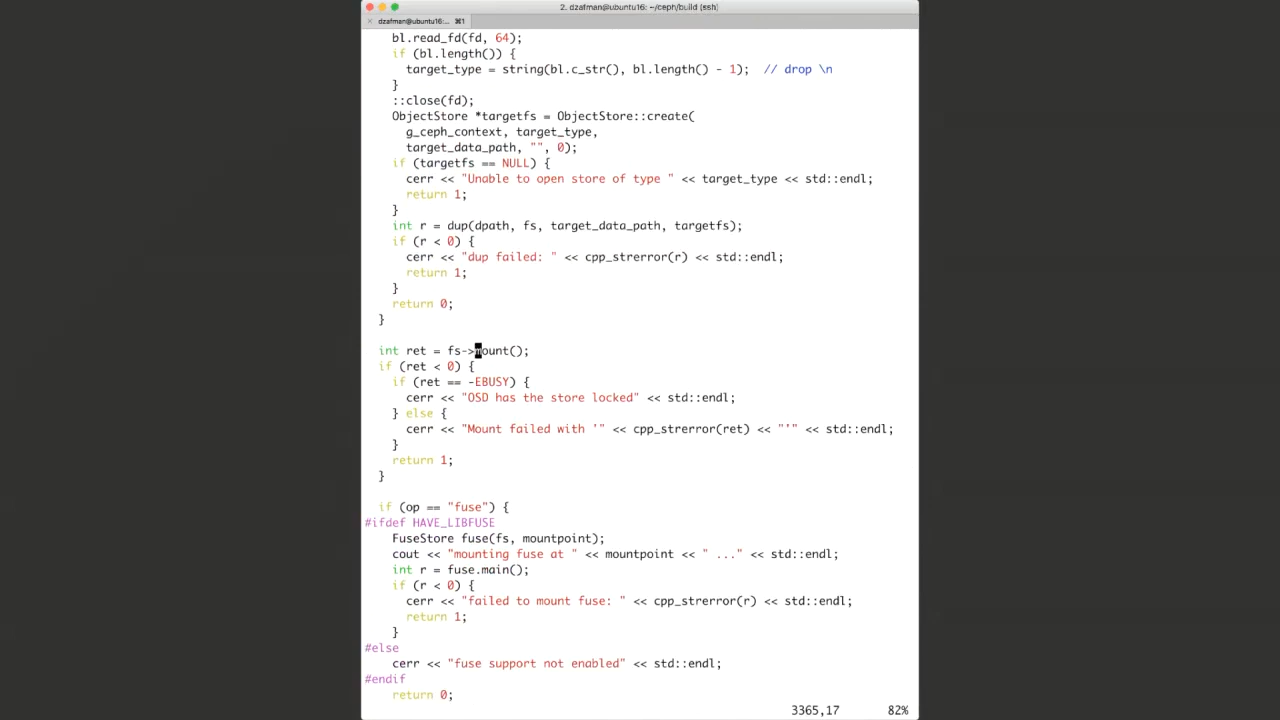 2. dzafman@ubuntu16: ~/ceph/build (ssh)
× dzafman@ubuntu16:... ⌘1
    bl.read_fd(fd, 64);
    if (bl.length()) {
      target_type = string(bl.c_str(), bl.length() - 1);  // drop \n
    }
    ::close(fd);
    ObjectStore *targetfs = ObjectStore::create(
      g_ceph_context, target_type,
      target_data_path, "", 0);
    if (targetfs == NULL) {
      cerr << "Unable to open store of type " << target_type << std::endl;
      return 1;
    }
    int r = dup(dpath, fs, target_data_path, targetfs);
    if (r < 0) {
      cerr << "dup failed: " << cpp_strerror(r) << std::endl;
      return 1;
    }
    return 0;
  }

  int ret = fs->mount();
  if (ret < 0) {
    if (ret == -EBUSY) {
      cerr << "OSD has the store locked" << std::endl;
    } else {
      cerr << "Mount failed with '" << cpp_strerror(ret) << "'" << std::endl;
    }
    return 1;
  }

  if (op == "fuse") {
#ifdef HAVE_LIBFUSE
    FuseStore fuse(fs, mountpoint);
    cout << "mounting fuse at " << mountpoint << " ..." << std::endl;
    int r = fuse.main();
    if (r < 0) {
      cerr << "failed to mount fuse: " << cpp_strerror(r) << std::endl;
      return 1;
    }
#else
    cerr << "fuse support not enabled" << std::endl;
#endif
    return 0;
3365,17 82%